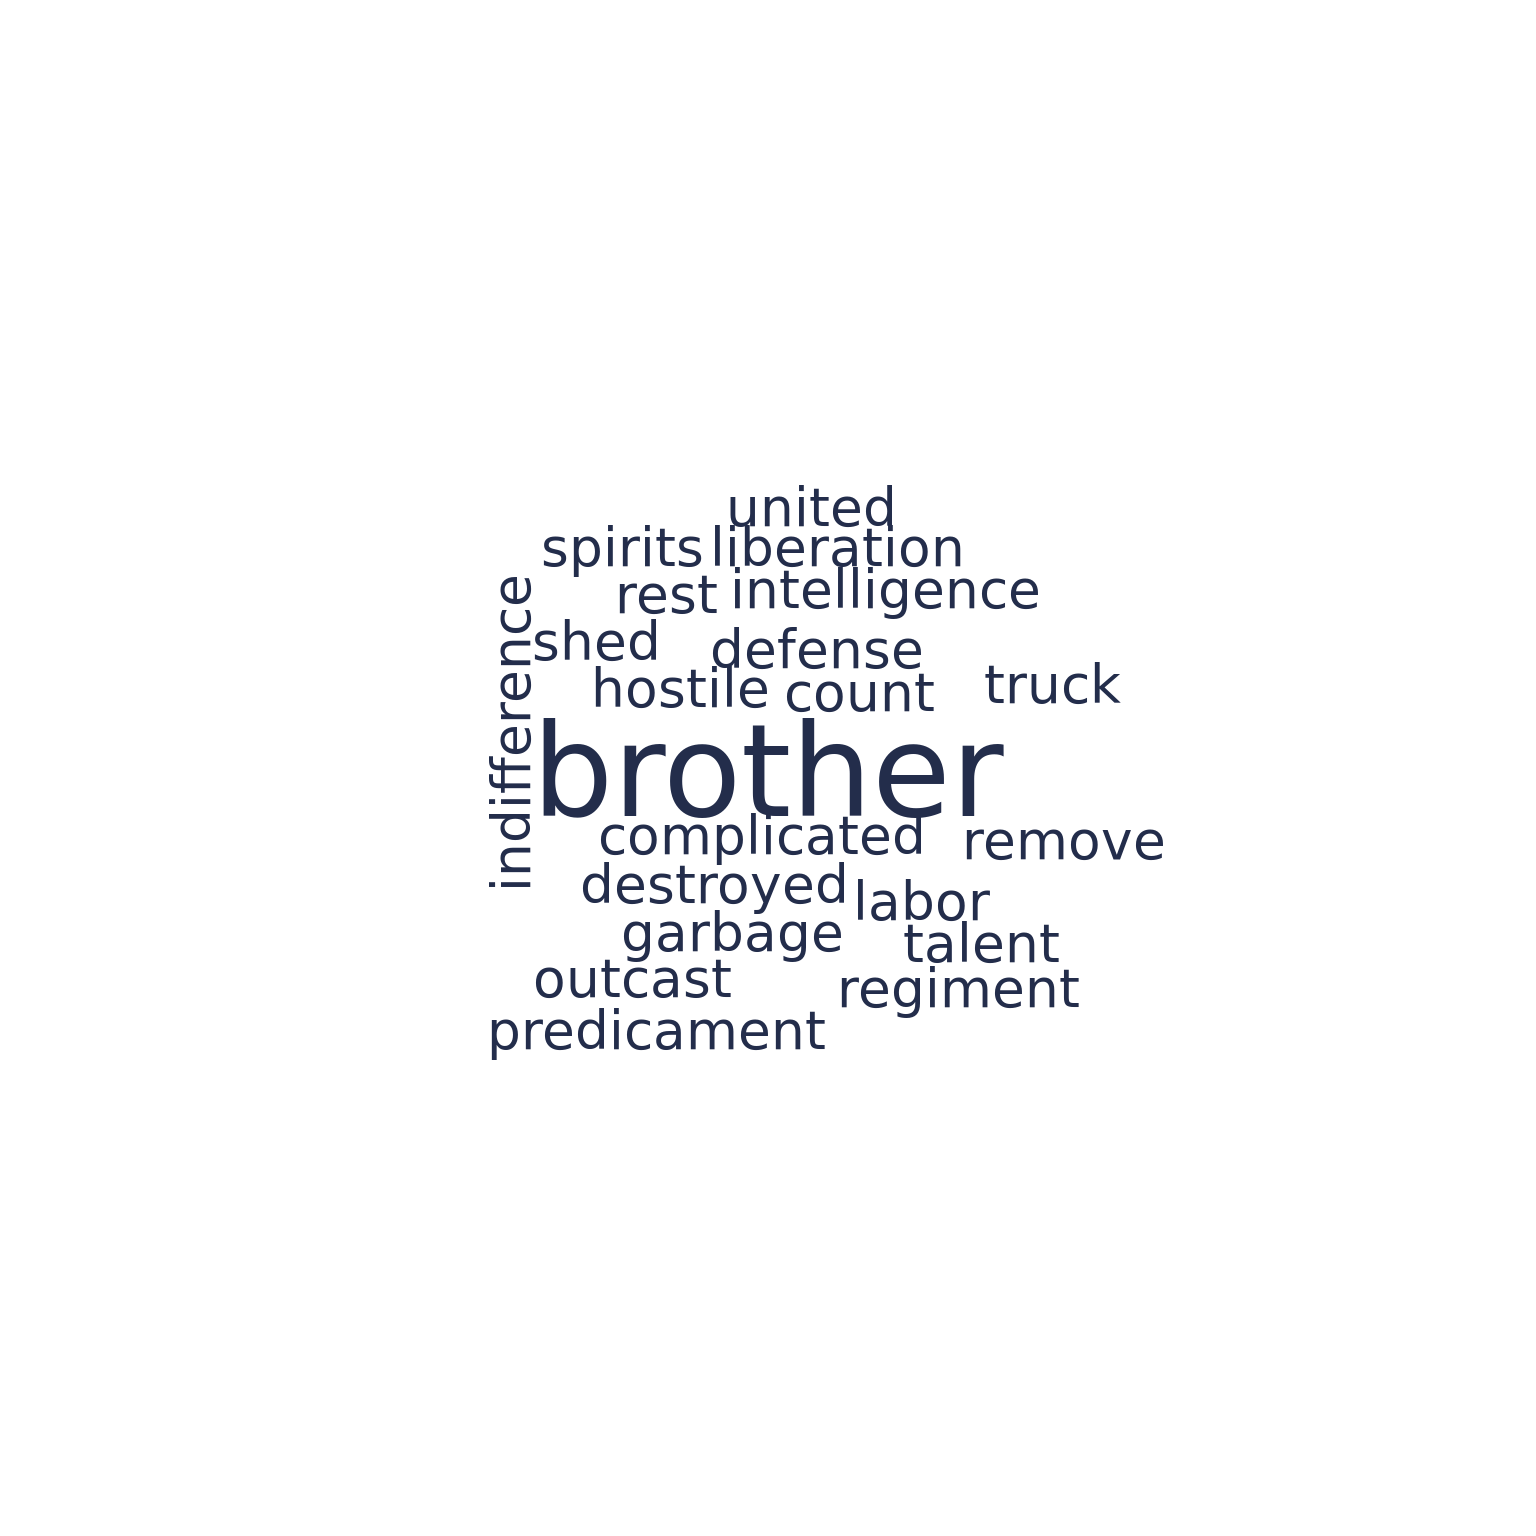 united
spirits liberation
rest intelligence
indifference
shed defense
hostile count truck
brother
complicated remove
destroyed labor
garbage talent
outcast regiment
predicament